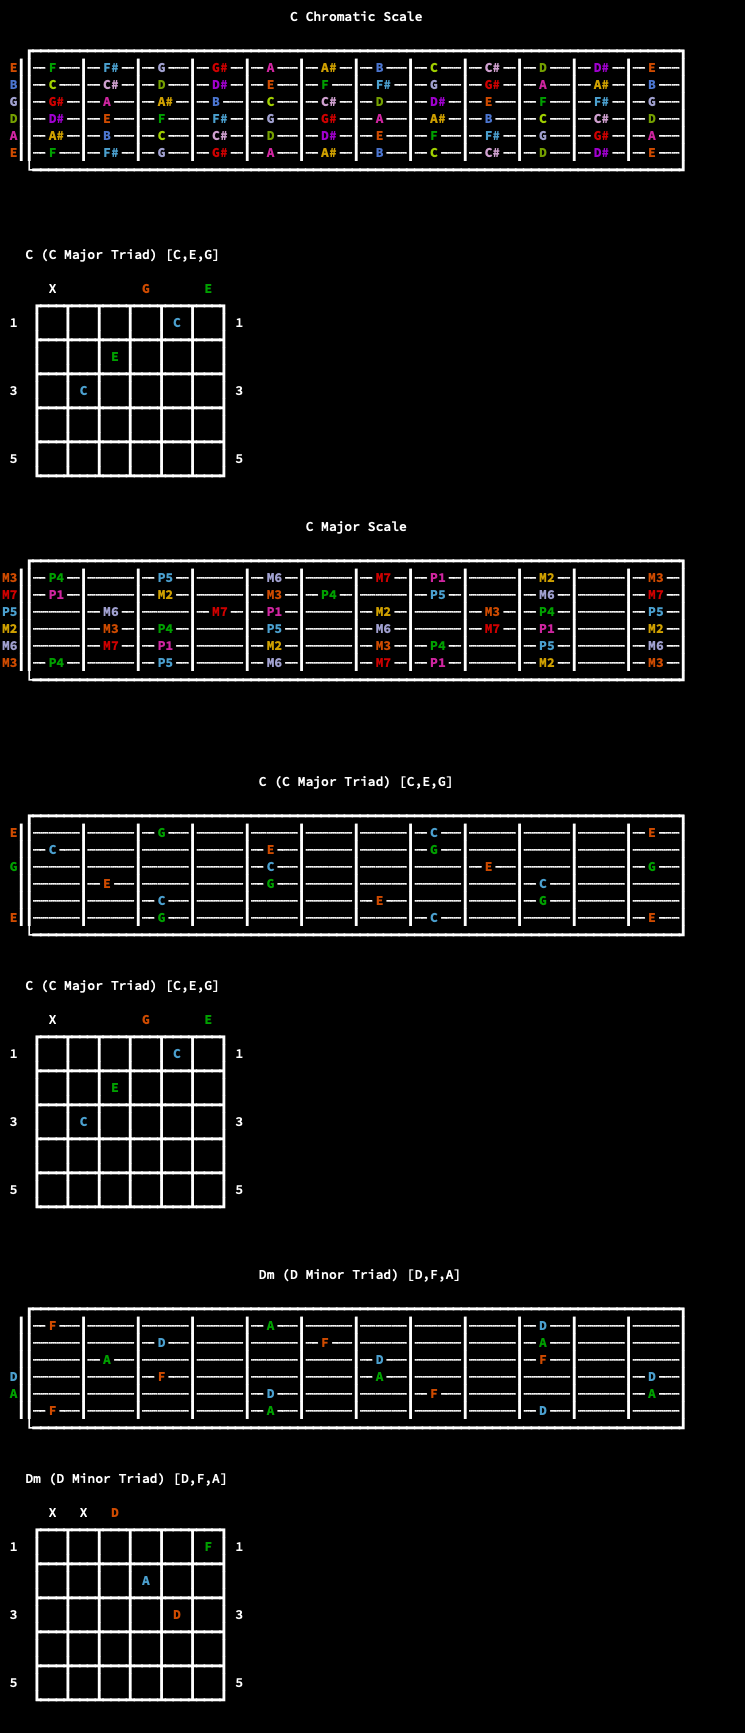 C Chromatic Scale
E F F# G G# A A# B C C# D D# E
B C C# D D# E F F# G G# A A# B
G G# A A# B C C# D D# E F F# G
D D# E F F# G G# A A# B C C# D
A A# B C C# D D# E F F# G G# A
E F F# G G# A A# B C C# D D# E
C (C Major Triad) [C,E,G]
X G E
1 C 1
E
3 C 3
5 5
C Major Scale
M3 P4 P5 M6 M7 P1 M2 M3
M7 P1 M2 M3 P4 P5 M6 M7
P5 M6 M7 P1 M2 M3 P4 P5
M2 M3 P4 P5 M6 M7 P1 M2
M6 M7 P1 M2 M3 P4 P5 M6
M3 P4 P5 M6 M7 P1 M2 M3
C (C Major Triad) [C,E,G]
E G C E
C E G
G C E G
E G C
C E G
E G C E
C (C Major Triad) [C,E,G]
X G E
1 C 1
E
3 C 3
5 5
Dm (D Minor Triad) [D,F,A]
F A D
D F A
A D F
D F A D
A D F A
F A D
Dm (D Minor Triad) [D,F,A]
X X D
1 F 1
A
3 D 3
5 5